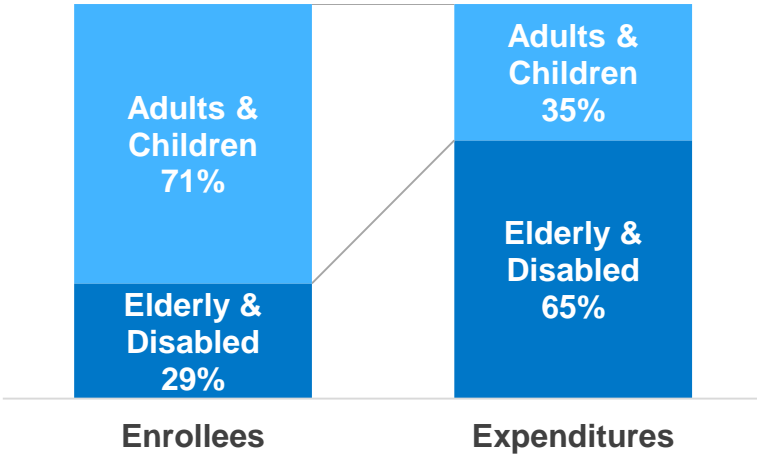 Adults &
Children
71%
Elderly &
Disabled
29%
Adults &
Children
35%
Elderly &
Disabled
65%
Enrollees
Expenditures